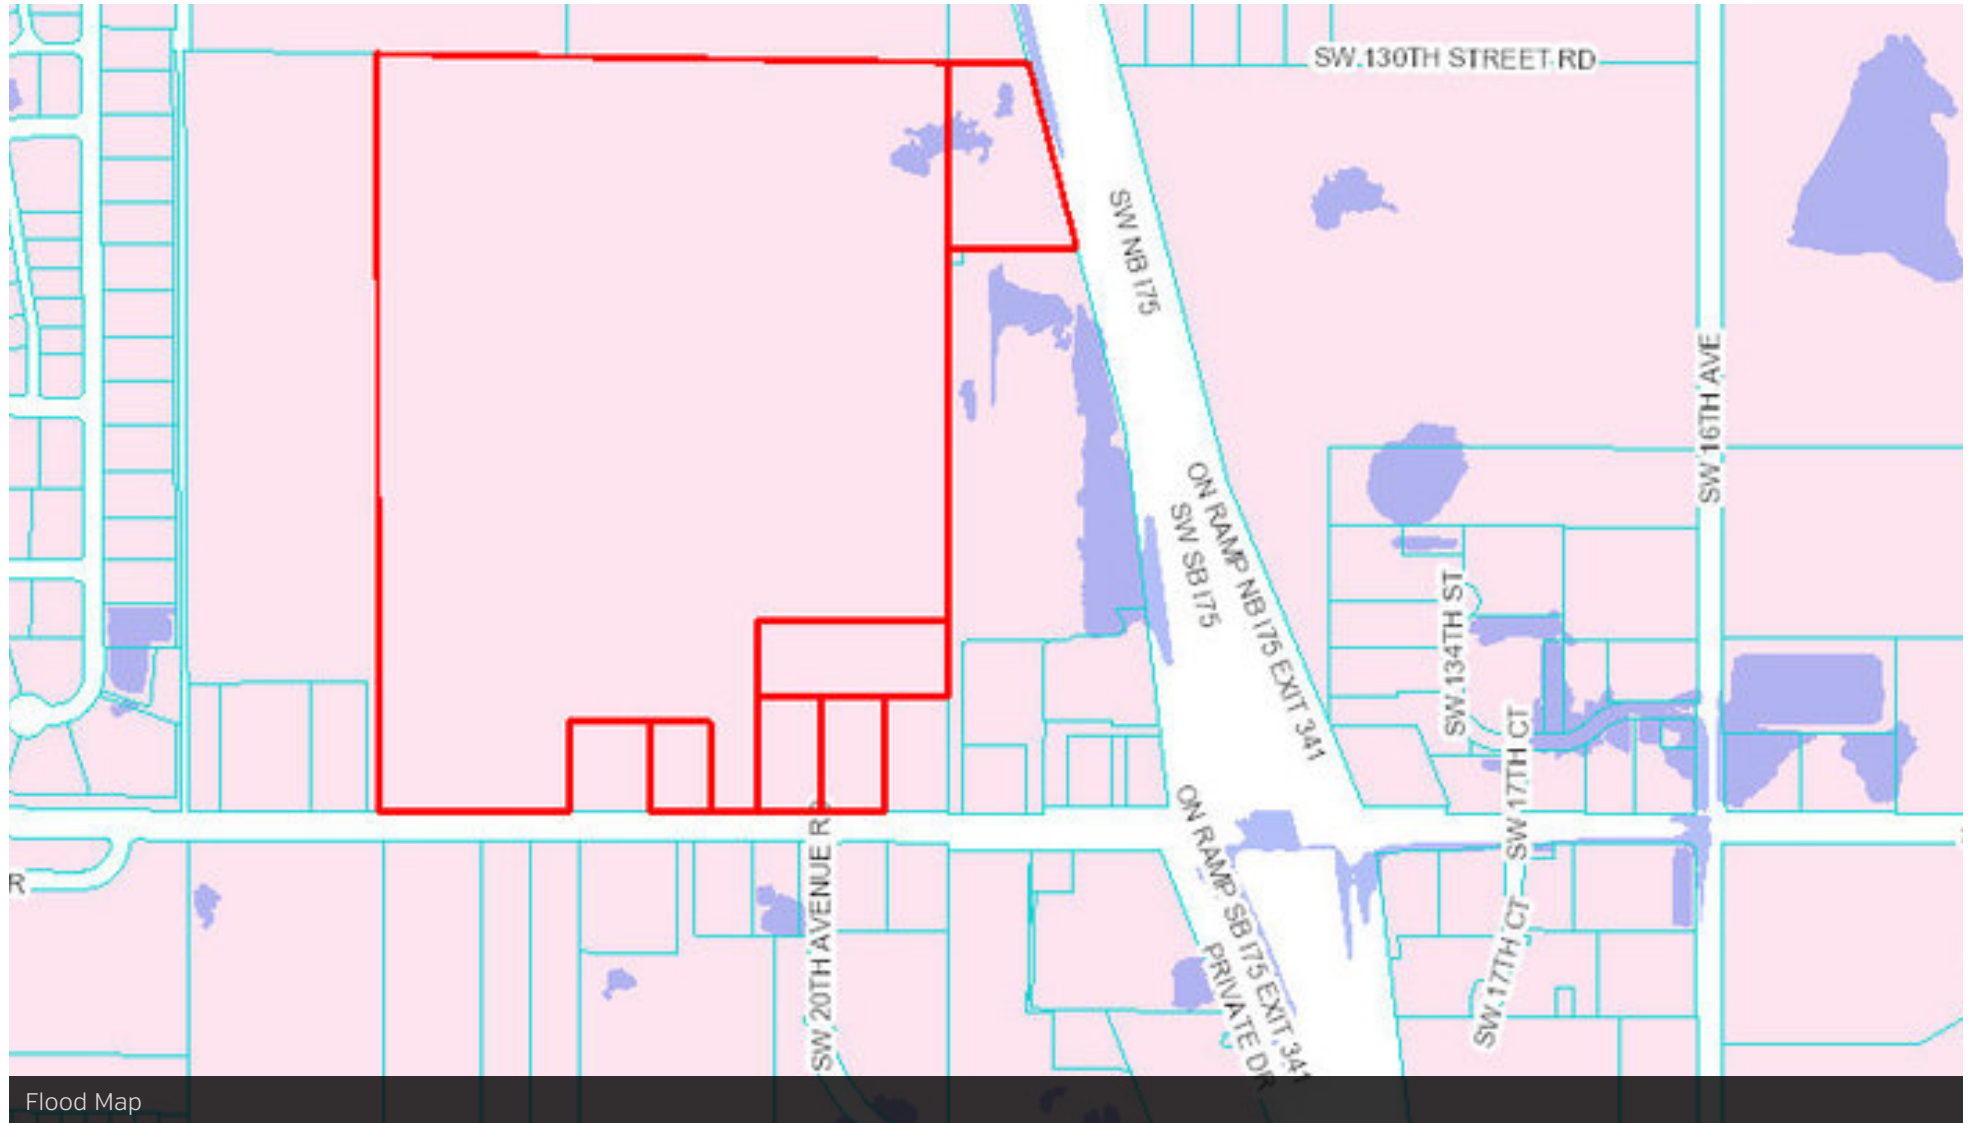 SW 130TH STREET RD
SW NB I75
SW 16TH AVE
ON RAMP NB I75 EXIT 341
SW SB I75
SW 134TH ST
SW 17TH CT
ON RAMP SB I75 EXIT 341
PRIVATE DR
SW 20TH AVENUE RD
SW 17TH CT
R
Flood Map